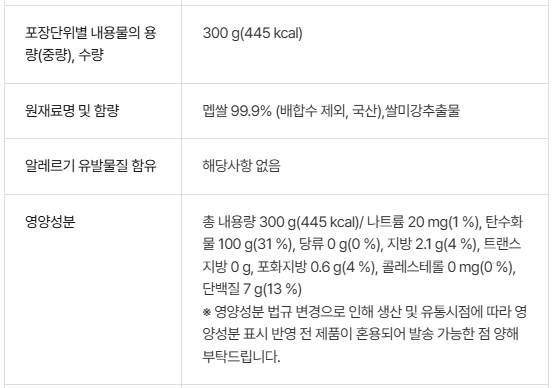 포장단위별 내용물의 용
량(중량), 수량
300 g(445 kcal)
원재료명 및 함량
멥쌀 99.9% (배합수 제외, 국산),쌀미강추출물
알레르기 유발물질 함유
해당사항 없음
영양성분
총 내용량 300 g(445 kcal)/ 나트륨 20 mg(1 %), 탄수화
물 100 g(31 %), 당류 0 g(0 %), 지방 2.1 g(4 %), 트랜스
지방 0 g, 포화지방 0.6 g(4 %), 콜레스테롤 0 mg(0 %),
단백질 7 g(13 %)
※ 영양성분 법규 변경으로 인해 생산 및 유통시점에 따라 영
양성분 표시 반영 전 제품이 혼용되어 발송 가능한 점 양해
부탁드립니다.